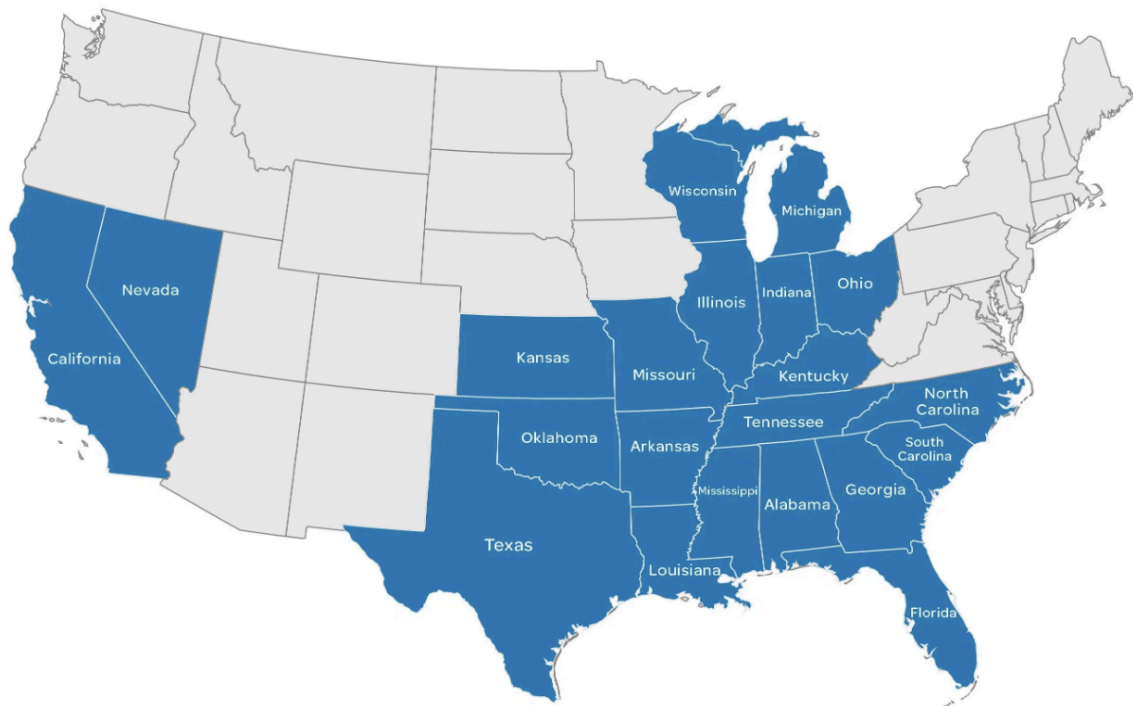 Wisconsin
Michigan
Nevada
Illinois
Indiana
Ohio
California
Kansas
Missouri
Kentucky
North
Carolina
Oklahoma
Arkansas
Tennessee
South
Carolina
Mississippi
Alabama
Georgia
Texas
Louisiana
Florida